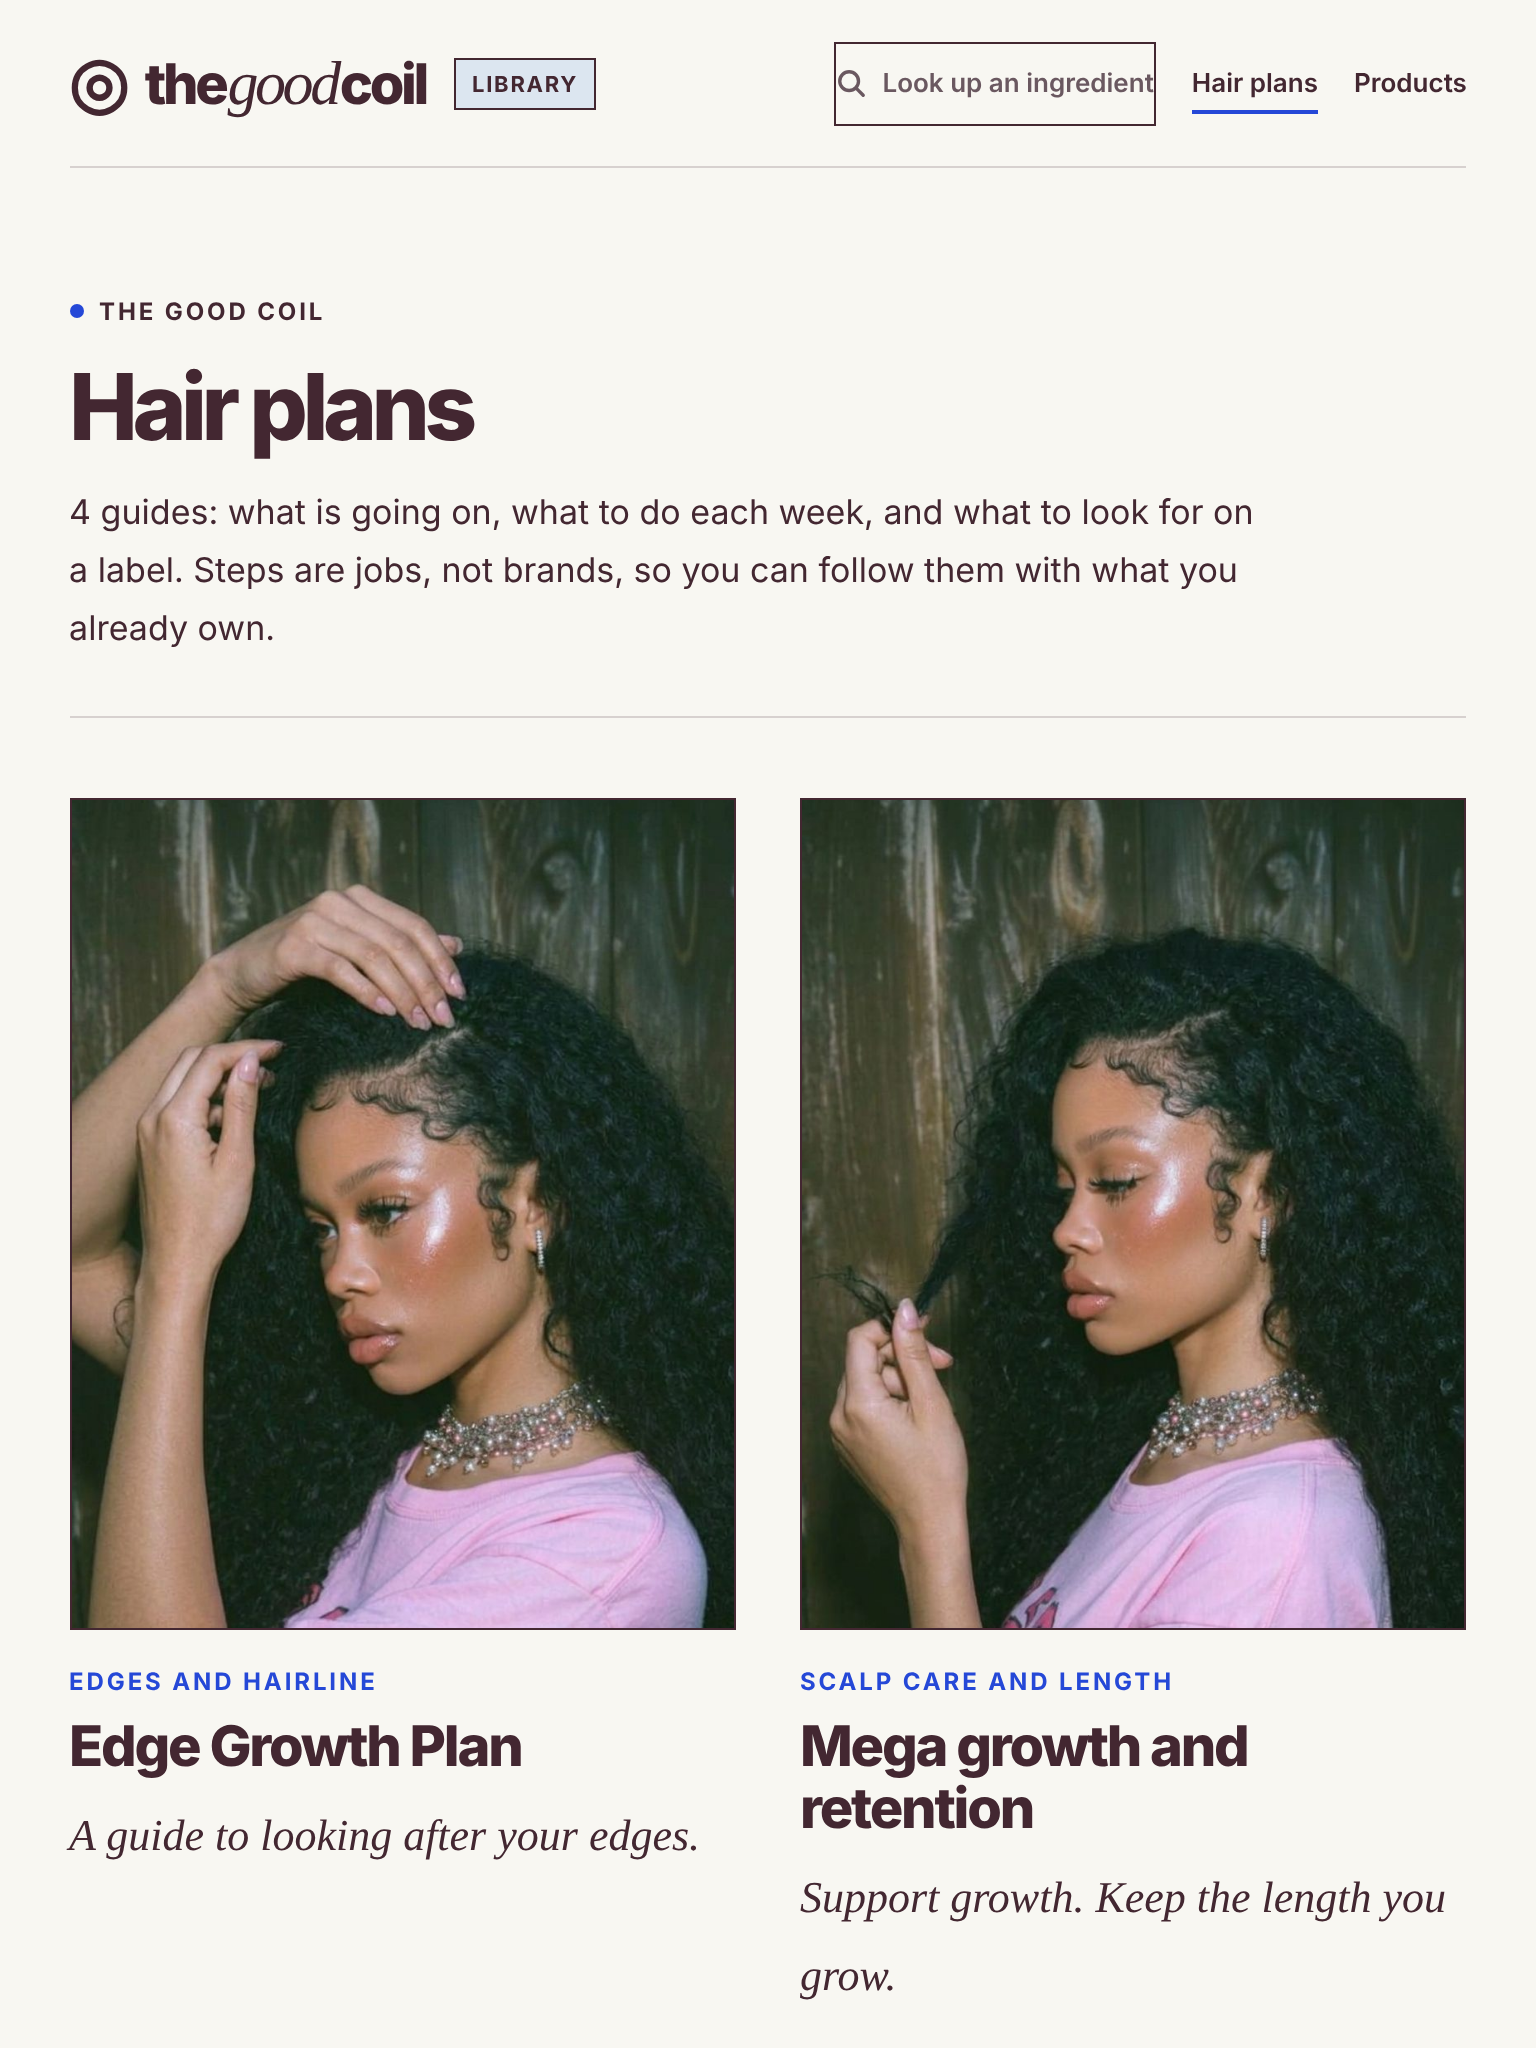 thegoodcoil
LIBRARY
Look up an ingredient
Hair plans
Products
THE GOOD COIL
Hair plans
4 guides: what is going on, what to do each week, and what to look for on
a label. Steps are jobs, not brands, so you can follow them with what you
already own.
EDGES AND HAIRLINE
Edge Growth Plan
A guide to looking after your edges.
SCALP CARE AND LENGTH
Mega growth and
retention
Support growth. Keep the length you
grow.